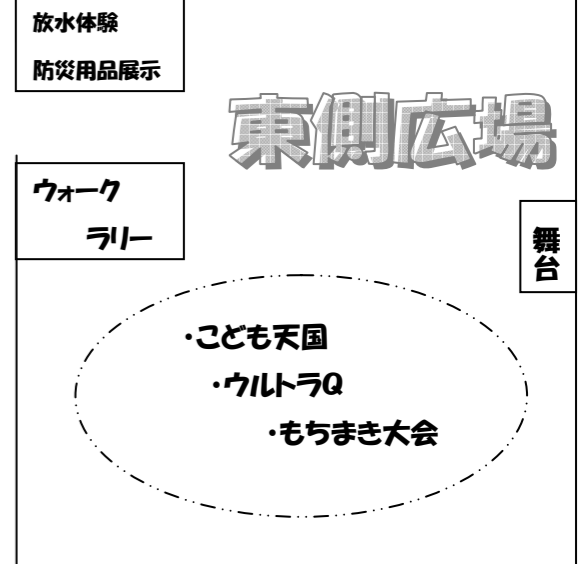 放水体験
防災用品展示
東側広場
ウォーク
ラリー
舞台
・こども天国
・ウルトラQ
・もちまき大会